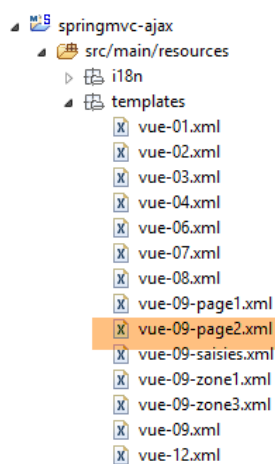 springmvc-ajax
src/main/resources
i18n
templates
vue-01.xml
vue-02.xml
vue-03.xml
vue-04.xml
vue-06.xml
vue-07.xml
vue-08.xml
vue-09-page1.xml
vue-09-page2.xml
vue-09-saisies.xml
vue-09-zone1.xml
vue-09-zone3.xml
vue-09.xml
vue-12.xml